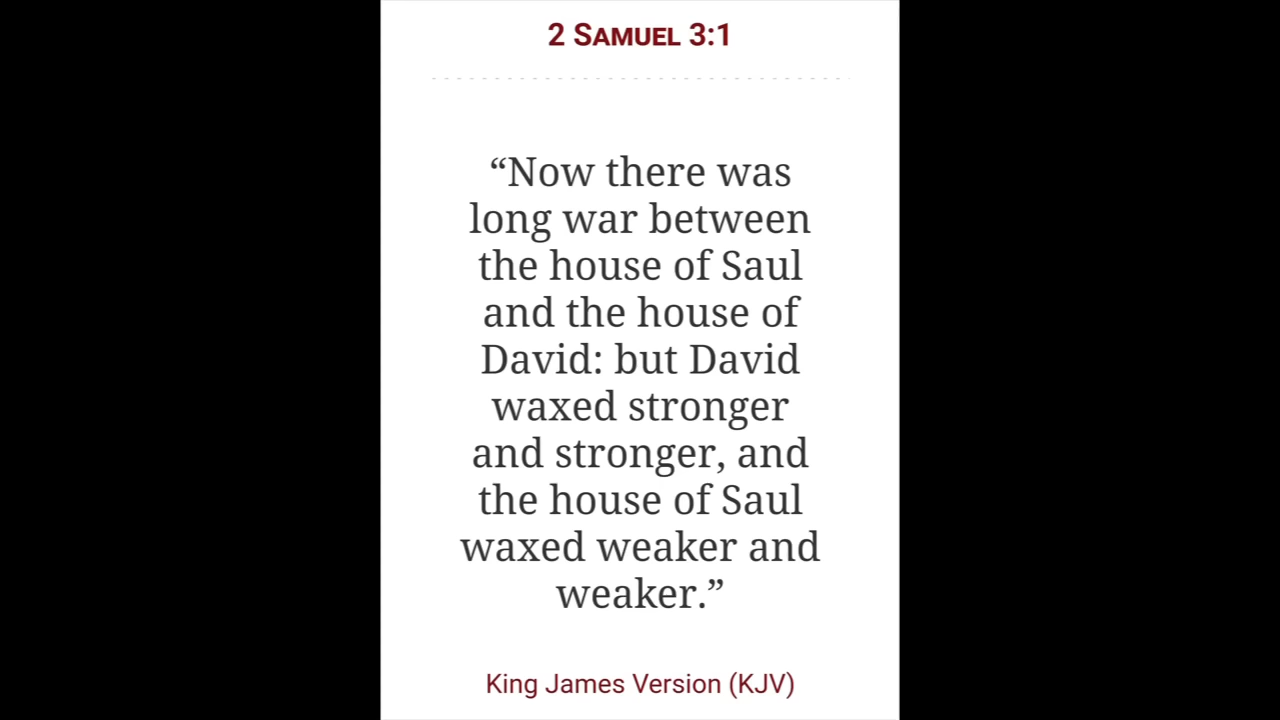 2 Samuel 3:1
“Now there was
long war between
the house of Saul
and the house of
David: but David
waxed stronger
and stronger, and
the house of Saul
waxed weaker and
weaker.”
King James Version (KJV)